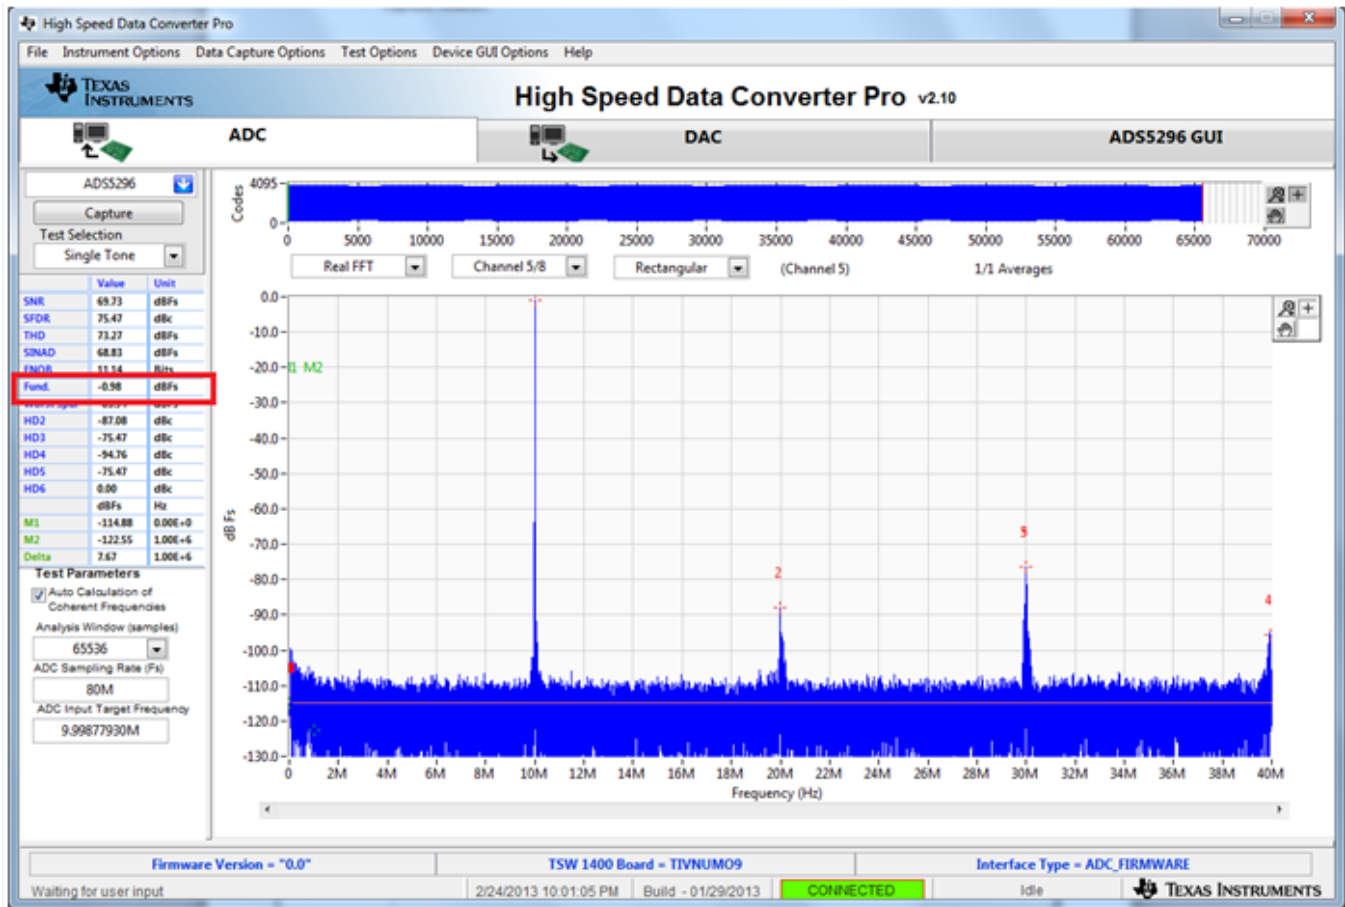 High Speed Data Converter Pro
File Instrument Options Data Capture Options Test Options Device GUI Options Help
TEXAS INSTRUMENTS
High Speed Data Converter Pro v2.10
ADC
DAC
ADS5296 GUI
ADS5296
Capture
Test Selection
Single Tone
Value Unit
SNR 69.73 dBFs
SFDR 75.47 dBc
THD 73.27 dBFs
SINAD 68.83 dBFs
ENOB 11.14 Bits
Fund. -0.98 dBFs
HD2 -87.08 dBc
HD3 -75.47 dBc
HD4 -94.76 dBc
HD5 -75.47 dBc
HD6 0.00 dBc
dBFs Hz
M1 -114.88 0.00E+0
M2 -122.55 1.00E+6
Delta 7.67 1.00E+6
Test Parameters
Auto Calculation of
Coherent Frequencies
Analysis Window (samples)
65536
ADC Sampling Rate (Fs)
80M
ADC Input Target Frequency
9.99877930M
Codes
4095
0
0 5000 10000 15000 20000 25000 30000 35000 40000 45000 50000 55000 60000 65000 70000
Real FFT
Channel 5/8
Rectangular
(Channel 5)
1/1 Averages
dB Fs
0.0
-10.0
-20.0
-30.0
-40.0
-50.0
-60.0
-70.0
-80.0
-90.0
-100.0
-110.0
-120.0
-130.0
M2
2
4
0 2M 4M 6M 8M 10M 12M 14M 16M 18M 20M 22M 24M 26M 28M 30M 32M 34M 36M 38M 40M
Frequency (Hz)
Firmware Version = "0.0"
TSW 1400 Board = TIVNUMO9
Interface Type = ADC_FIRMWARE
Waiting for user input
2/24/2013 10:01:05 PM
Build - 01/29/2013
CONNECTED
Idle
TEXAS INSTRUMENTS